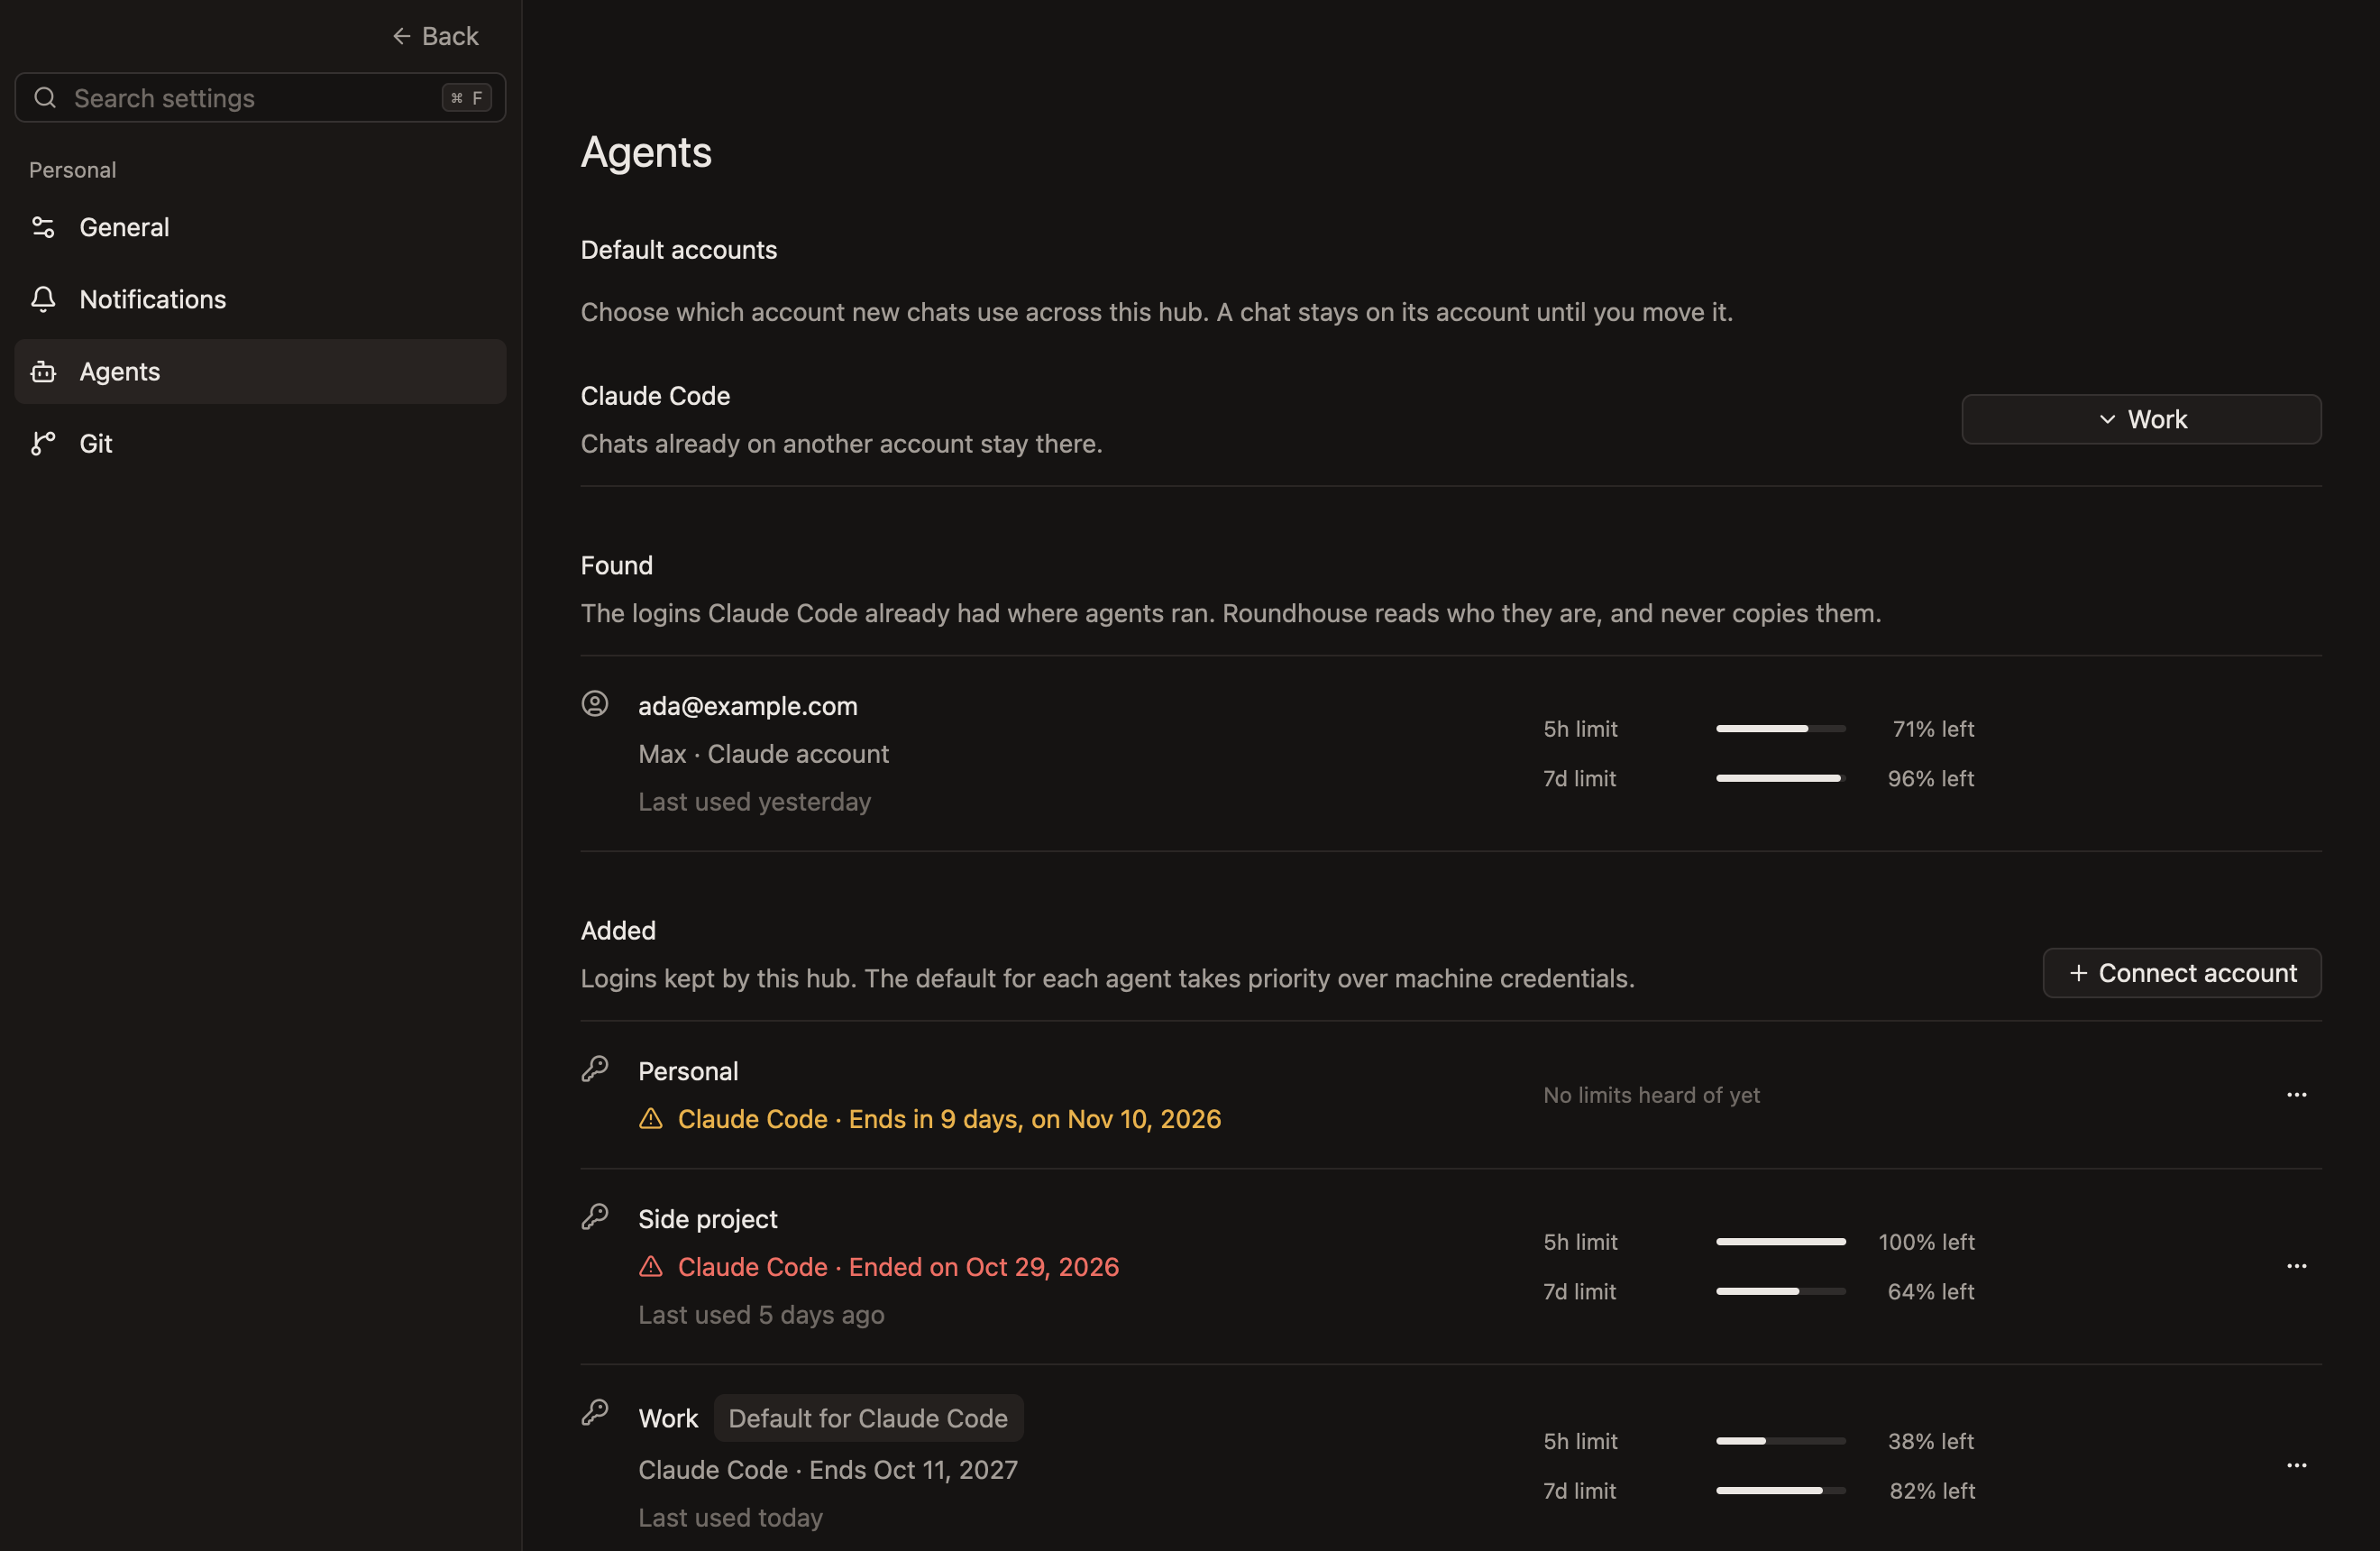 ← Back
Search settings ⌘ F
Personal
General
Notifications
Agents
Git
Agents
Default accounts
Choose which account new chats use across this hub. A chat stays on its account until you move it.
Claude Code
Chats already on another account stay there.
Work
Found
The logins Claude Code already had where agents ran. Roundhouse reads who they are, and never copies them.
ada@example.com
Max · Claude account
Last used yesterday
5h limit 71% left
7d limit 96% left
Added
Logins kept by this hub. The default for each agent takes priority over machine credentials.
+ Connect account
Personal
Claude Code · Ends in 9 days, on Nov 10, 2026
No limits heard of yet
Side project
Claude Code · Ended on Oct 29, 2026
Last used 5 days ago
5h limit 100% left
7d limit 64% left
Work Default for Claude Code
Claude Code · Ends Oct 11, 2027
Last used today
5h limit 38% left
7d limit 82% left